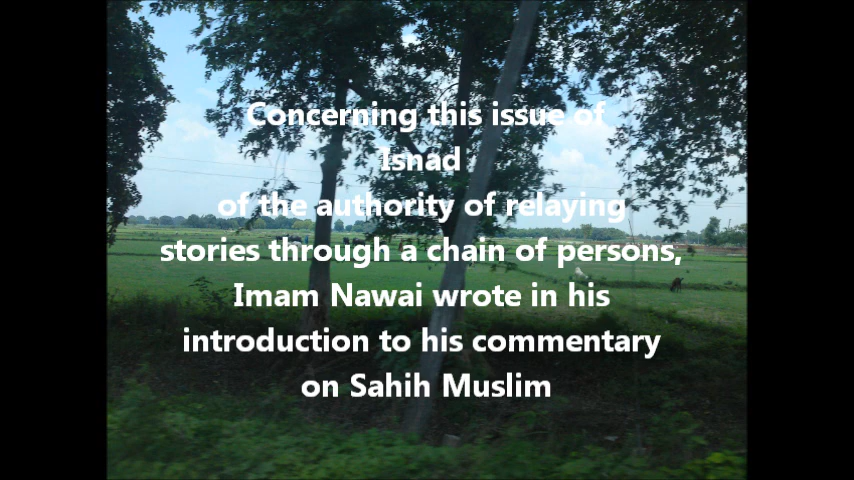 Concerning this issue of
Isnad
of the authority of relaying
stories through a chain of persons,
Imam Nawai wrote in his
introduction to his commentary
on Sahih Muslim